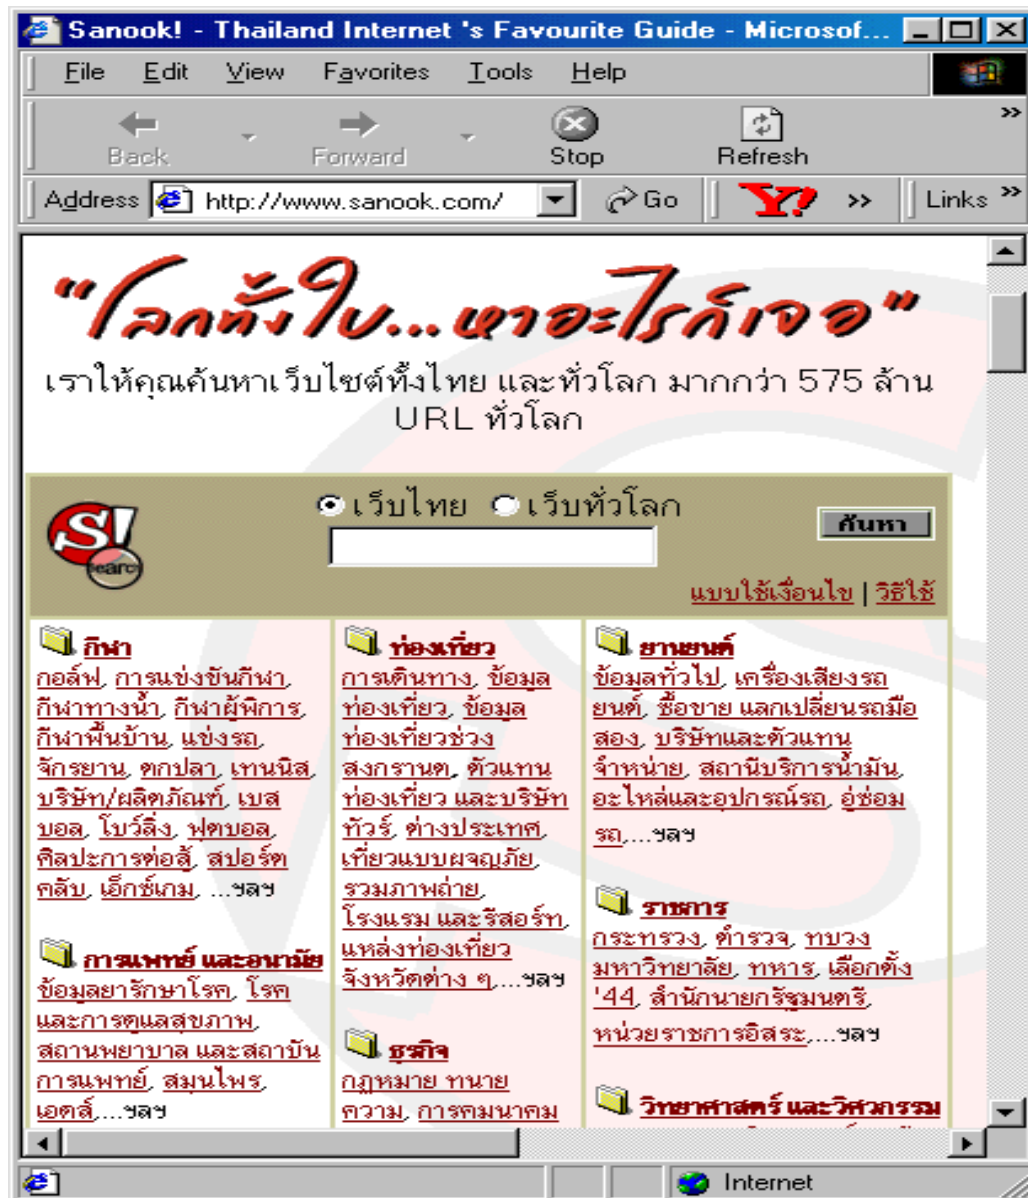 Sanook! - Thailand Internet 's Favourite Guide - Microsof...
File Edit View Favorites Tools Help
Back Forward Stop Refresh »
Address http://www.sanook.com/ Go Y! » Links »
"โลกทั้งใบ...หาอะไรก็เจอ"
เราให้คุณค้นหาเว็บไซต์ทั้งไทย และทั่วโลก มากกว่า 575 ล้าน
URL ทั่วโลก
เว็บไทย เว็บทั่วโลก
S! Search
ค้นหา
แบบใช้เงื่อนไข | วิธีใช้
กีฬา
กอล์ฟ, การแข่งขันกีฬา,
กีฬาทางน้ำ, กีฬาผู้พิการ,
กีฬาพื้นบ้าน, แข่งรถ,
จักรยาน, ตกปลา, เทนนิส,
บริษัท/ผลิตภัณฑ์, เบส
บอล, โบว์ลิ่ง, ฟุตบอล,
ศิลปะการต่อสู้, สปอร์ต
คลับ, เอ็กซ์เกม, ...ฯลฯ
การแพทย์ และอนามัย
ข้อมูลยารักษาโรค, โรค
และการดูแลสุขภาพ,
สถานพยาบาล และสถาบัน
การแพทย์, สมุนไพร,
เอดส์,...ฯลฯ
ท่องเที่ยว
การเดินทาง, ข้อมูล
ท่องเที่ยว, ข้อมูล
ท่องเที่ยวช่วง
สงกรานต, ตัวแทน
ท่องเที่ยว และบริษัท
ทัวร์, ต่างประเทศ,
เที่ยวแบบผจญภัย,
รวมภาพถ่าย,
โรงแรม และรีสอร์ท,
แหล่งท่องเที่ยว
จังหวัดต่าง ๆ,...ฯลฯ
ธุรกิจ
กฎหมาย ทนาย
ความ, การคมนาคม
ยานยนต์
ข้อมูลทั่วไป, เครื่องเสียงรถ
ยนต์, ซื้อขาย แลกเปลี่ยนรถมือ
สอง, บริษัทและตัวแทน
จำหน่าย, สถานีบริการน้ำมัน,
อะไหล่และอุปกรณ์รถ, อู่ซ่อม
รถ,...ฯลฯ
ราชการ
กระทรวง, ตำรวจ, ทบวง
มหาวิทยาลัย, ทหาร, เลือกตั้ง
'44, สำนักนายกรัฐมนตรี,
หน่วยราชการอิสระ,...ฯลฯ
วิทยาศาสตร์ และวิศวกรรม
Internet